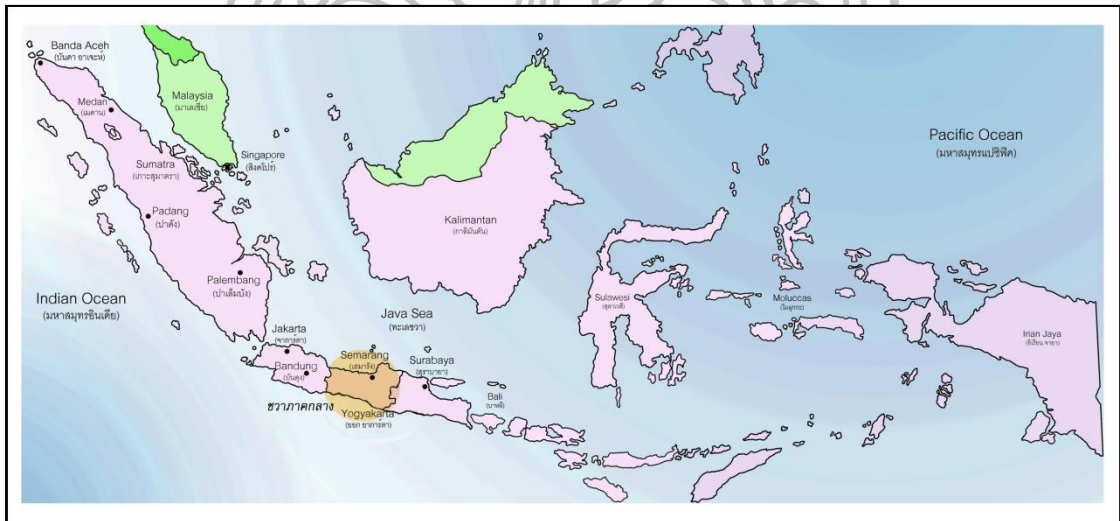 Banda Aceh
(บันดา อาเจะห์)
Medan
(เมดาน)
Malaysia
(มาเลเซีย)
Singapore
(สิงคโปร์)
Sumatra
(เกาะสุมาตรา)
Padang
(ปาดัง)
Palembang
(ปาเล็มบัง)
Indian Ocean
(มหาสมุทรอินเดีย)
Pacific Ocean
(มหาสมุทรแปซิฟิค)
Kalimantan
(กาลิมันตัน)
Java Sea
(ทะเลชวา)
Jakarta
(จาการ์ตา)
Bandung
(บันดุง)
Semarang
(เสมารัง)
Surabaya
(สุราบายา)
ชวาภาคกลาง
Yogyakarta
(ยอก ยาการ์ตา)
Bali
(บาหลี)
Sulawesi
(สุลาเวสี)
Moluccas
(โมลุกกะ)
Irian Jaya
(อิเรียน จายา)